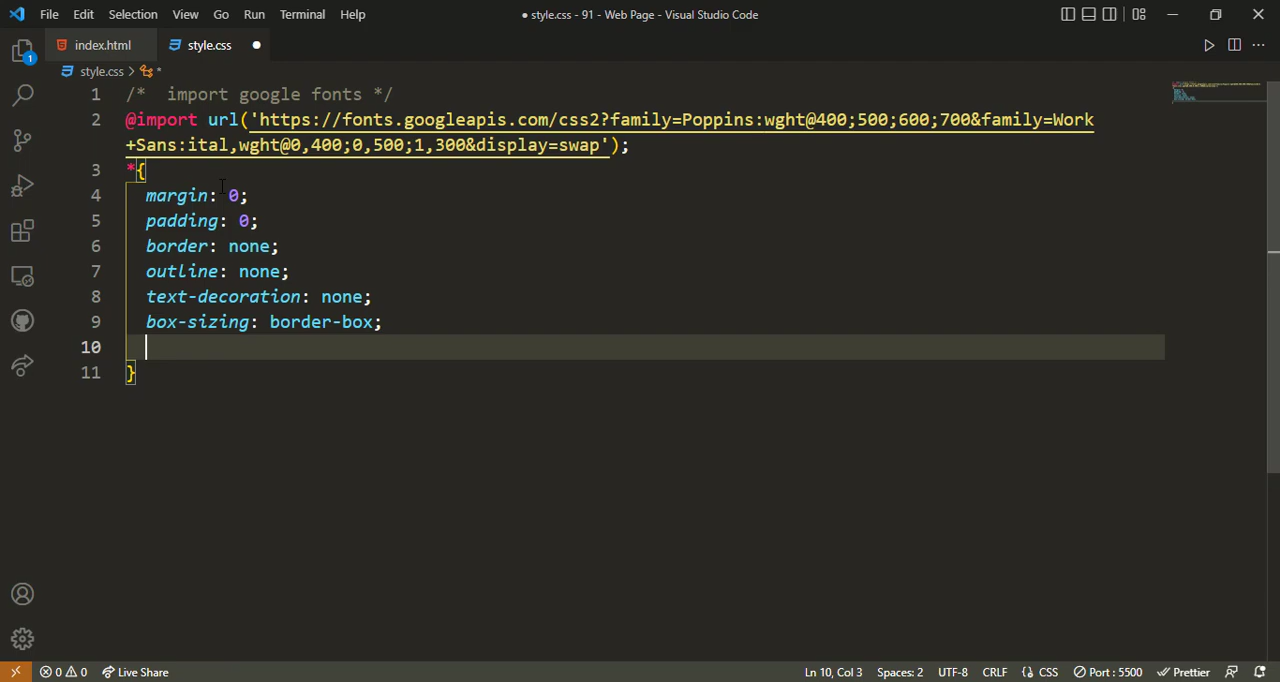 File Edit Selection View Go Run Terminal Help
● style.css - 91 - Web Page - Visual Studio Code
index.html
style.css ●
style.css > *
1 /*  import google fonts */
2 @import url('https://fonts.googleapis.com/css2?family=Poppins:wght@400;500;600;700&family=Work
+Sans:ital,wght@0,400;0,500;1,300&display=swap');
3 *{
4 margin: 0;
5 padding: 0;
6 border: none;
7 outline: none;
8 text-decoration: none;
9 box-sizing: border-box;
10
11 }
1
0 0 Live Share
Ln 10, Col 3 Spaces: 2 UTF-8 CRLF {} CSS Port : 5500 Prettier